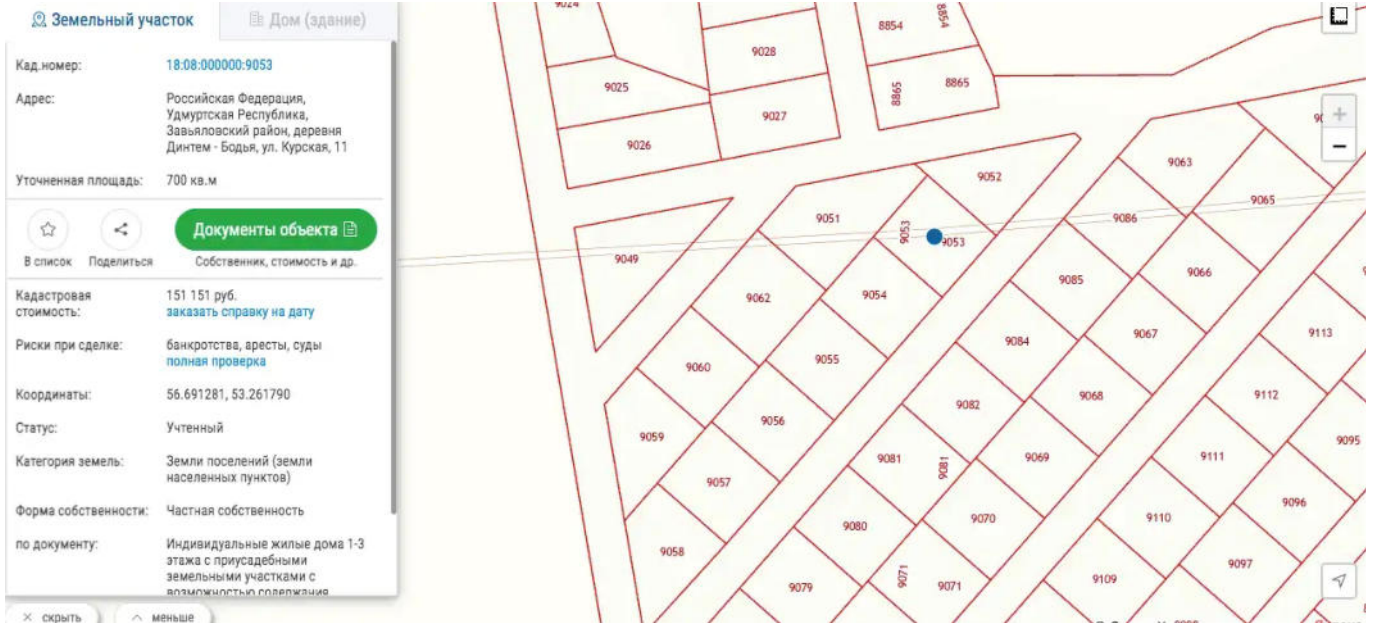 Земельный участок
Дом (здание)
Кад.номер:
18:08:000000:9053
Адрес:
Российская Федерация,
Удмуртская Республика,
Завьяловский район, деревня
Динтем - Бодья, ул. Курская, 11
Уточненная площадь:
700 кв.м
В список
Поделиться
Документы объекта
Собственник, стоимость и др.
Кадастровая
стоимость:
151 151 руб.
заказать справку на дату
Риски при сделке:
банкротства, аресты, суды
полная проверка
Координаты:
56.691281, 53.261790
Статус:
Учтенный
Категория земель:
Земли поселений (земли
населенных пунктов)
Форма собственности:
Частная собственность
по документу:
Индивидуальные жилые дома 1-3
этажа с приусадебными
земельными участками с
возможностью содержания
× скрыть
меньше
9024
8854
8854
9028
9025
8865
8865
9027
9026
9063
9052
9065
9051
9086
9053
9053
9049
9066
9085
9062
9054
9113
9067
9084
9055
9060
9112
9068
9082
9056
9059
9095
9081
9081
9069
9111
9057
9096
9070
9110
9080
9058
9097
9109
9071
9071
9079
+
−